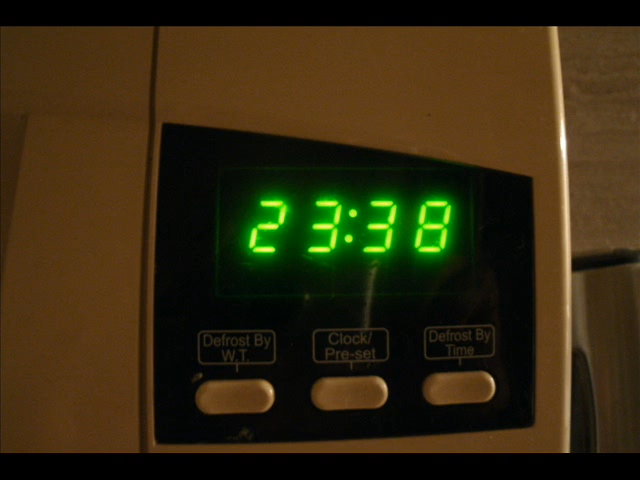 23:38
Defrost By
W.T.
Clock/
Pre-set
Defrost By
Time